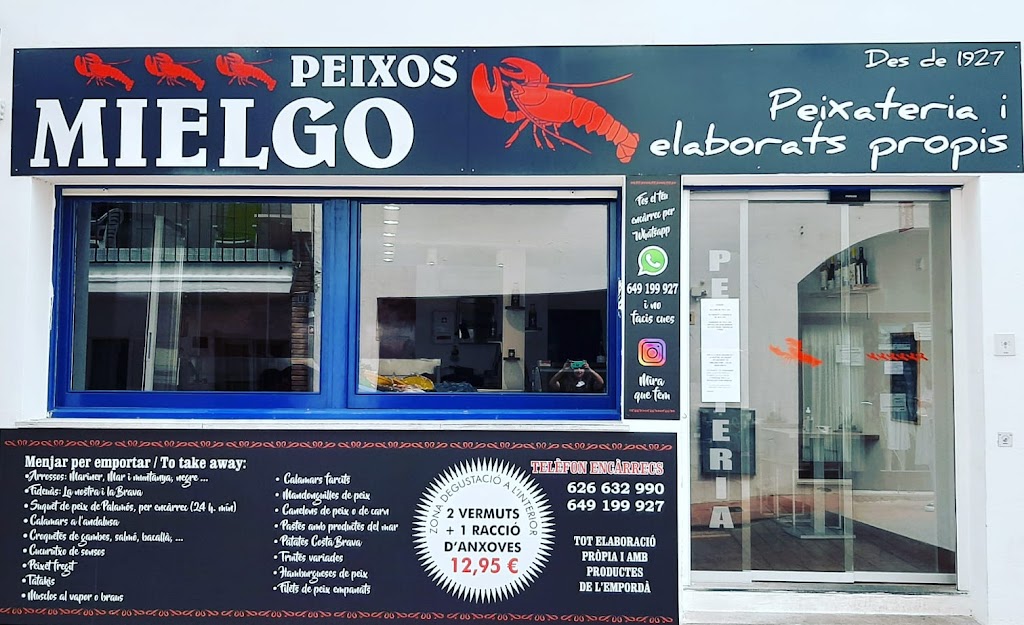 PEIXOS
MIELGO
Des de 1927
Peixateria i
elaborats propis
Fes el teu
encàrrec per
Whatsapp
649 199 927
i no
facis cues
Mira
que fem
PEIXATERIA
Menjar per emportar / To take away:
• Arrossos: Mariner, Mar i muntanya, negre ...
• Fideuàs: La nostra i la Brava
• Suquet de peix de Palamós, per encàrrec (24 h. min)
• Calamars a l'andalusa
• Croquetes de gambes, salmó, bacallà, ...
• Cucurutxo de sonsos
• Peixet fregit
• Tatakis
• Musclos al vapor o braus
• Calamars farcits
• Mandonguilles de peix
• Canelons de peix o de carn
• Pastes amb productes del mar
• Patates Costa Brava
• Truites variades
• Hamburgueses de peix
• Filets de peix empanats
ZONA DEGUSTACIÓ A L'INTERIOR
2 VERMUTS
+ 1 RACCIÓ
D'ANXOVES
12,95 €
TELÈFON ENCÀRRECS
626 632 990
649 199 927
TOT ELABORACIÓ
PRÒPIA I AMB
PRODUCTES
DE L'EMPORDÀ